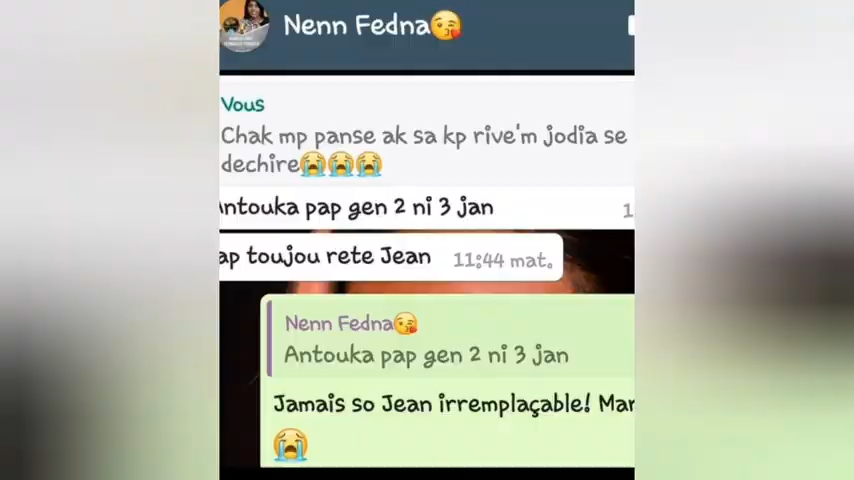 Nenn Fedna😘
Vous
Chak mp panse ak sa kp rive'm jodia se
dechire😭😭😭
Antouka pap gen 2 ni 3 jan
ap toujou rete Jean 11:44 mat.
Nenn Fedna😘
Antouka pap gen 2 ni 3 jan
Jamais so Jean irremplaçable!
😭